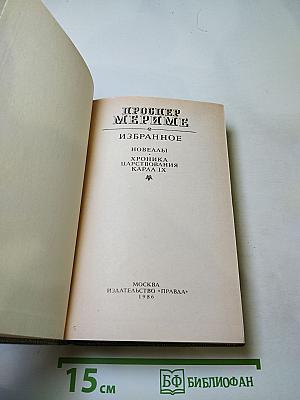 ПРОСПЕР
МЕРИМЕ
ИЗБРАННОЕ
НОВЕЛЛЫ
ХРОНИКА
ЦАРСТВОВАНИЯ
КАРЛА IX
МОСКВА
ИЗДАТЕЛЬСТВО «ПРАВДА»
1986
15 см
БФ БИБЛИОФАН